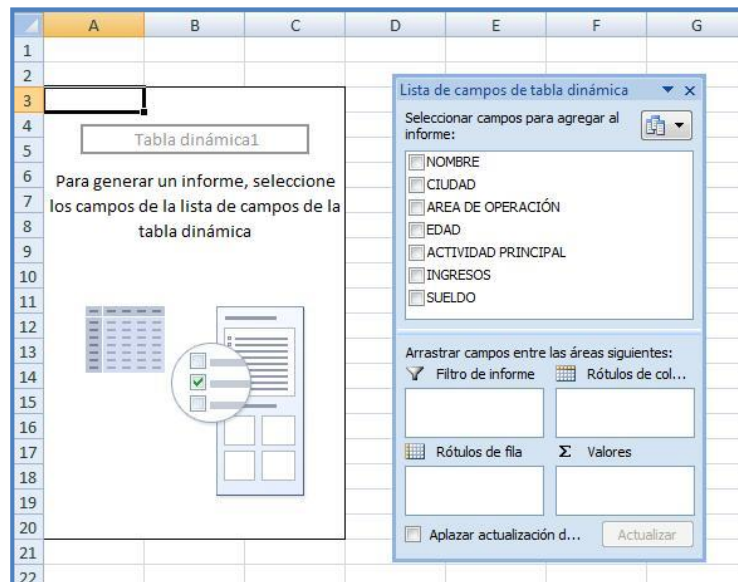 A B C D E F G
1
2
3
4
5
6
7
8
9
10
11
12
13
14
15
16
17
18
19
20
21
22
Tabla dinámica1
Para generar un informe, seleccione
los campos de la lista de campos de la
tabla dinámica
Lista de campos de tabla dinámica
Seleccionar campos para agregar al
informe:
NOMBRE
CIUDAD
AREA DE OPERACIÓN
EDAD
ACTIVIDAD PRINCIPAL
INGRESOS
SUELDO
Arrastrar campos entre las áreas siguientes:
Filtro de informe Rótulos de col...
Rótulos de fila Σ Valores
Aplazar actualización d... Actualizar